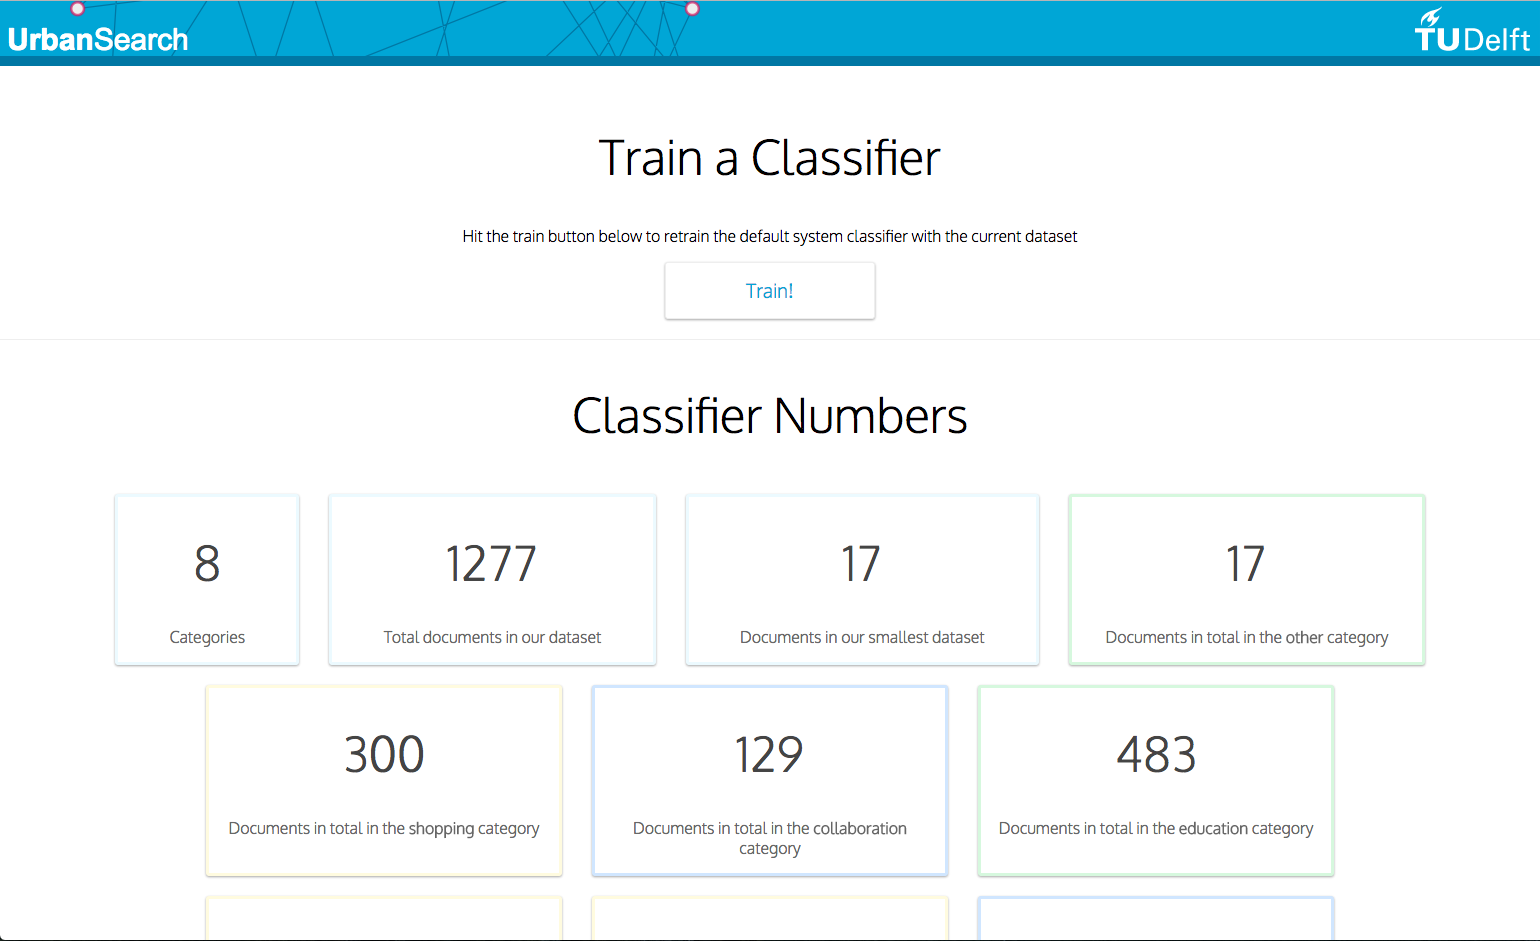 UrbanSearch
TUDelft
Train a Classifier
Hit the train button below to retrain the default system classifier with the current dataset
Train!
Classifier Numbers
8
Categories
1277
Total documents in our dataset
17
Documents in our smallest dataset
17
Documents in total in the other category
300
Documents in total in the shopping category
129
Documents in total in the collaboration
category
483
Documents in total in the education category